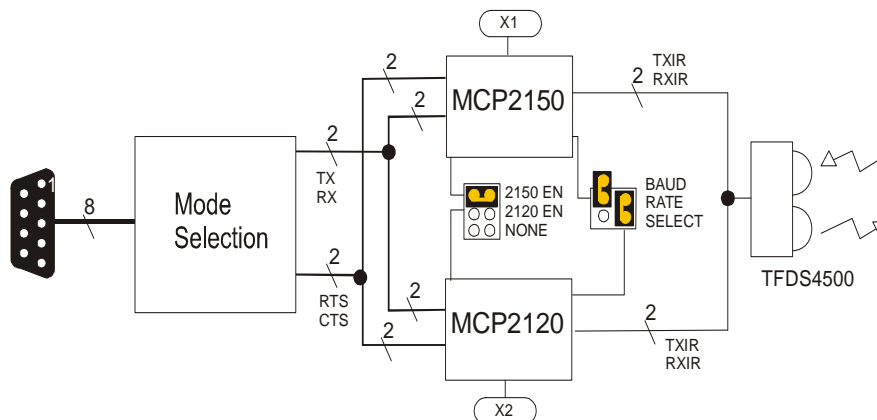 X1
2
2
TXIR
RXIR
MCP2150
2
2
1
8
Mode
Selection
2
TX
RX
2150 EN
2120 EN
NONE
BAUD
RATE
SELECT
2
RTS
CTS
2
2
MCP2120
2
TXIR
RXIR
TFDS4500
X2